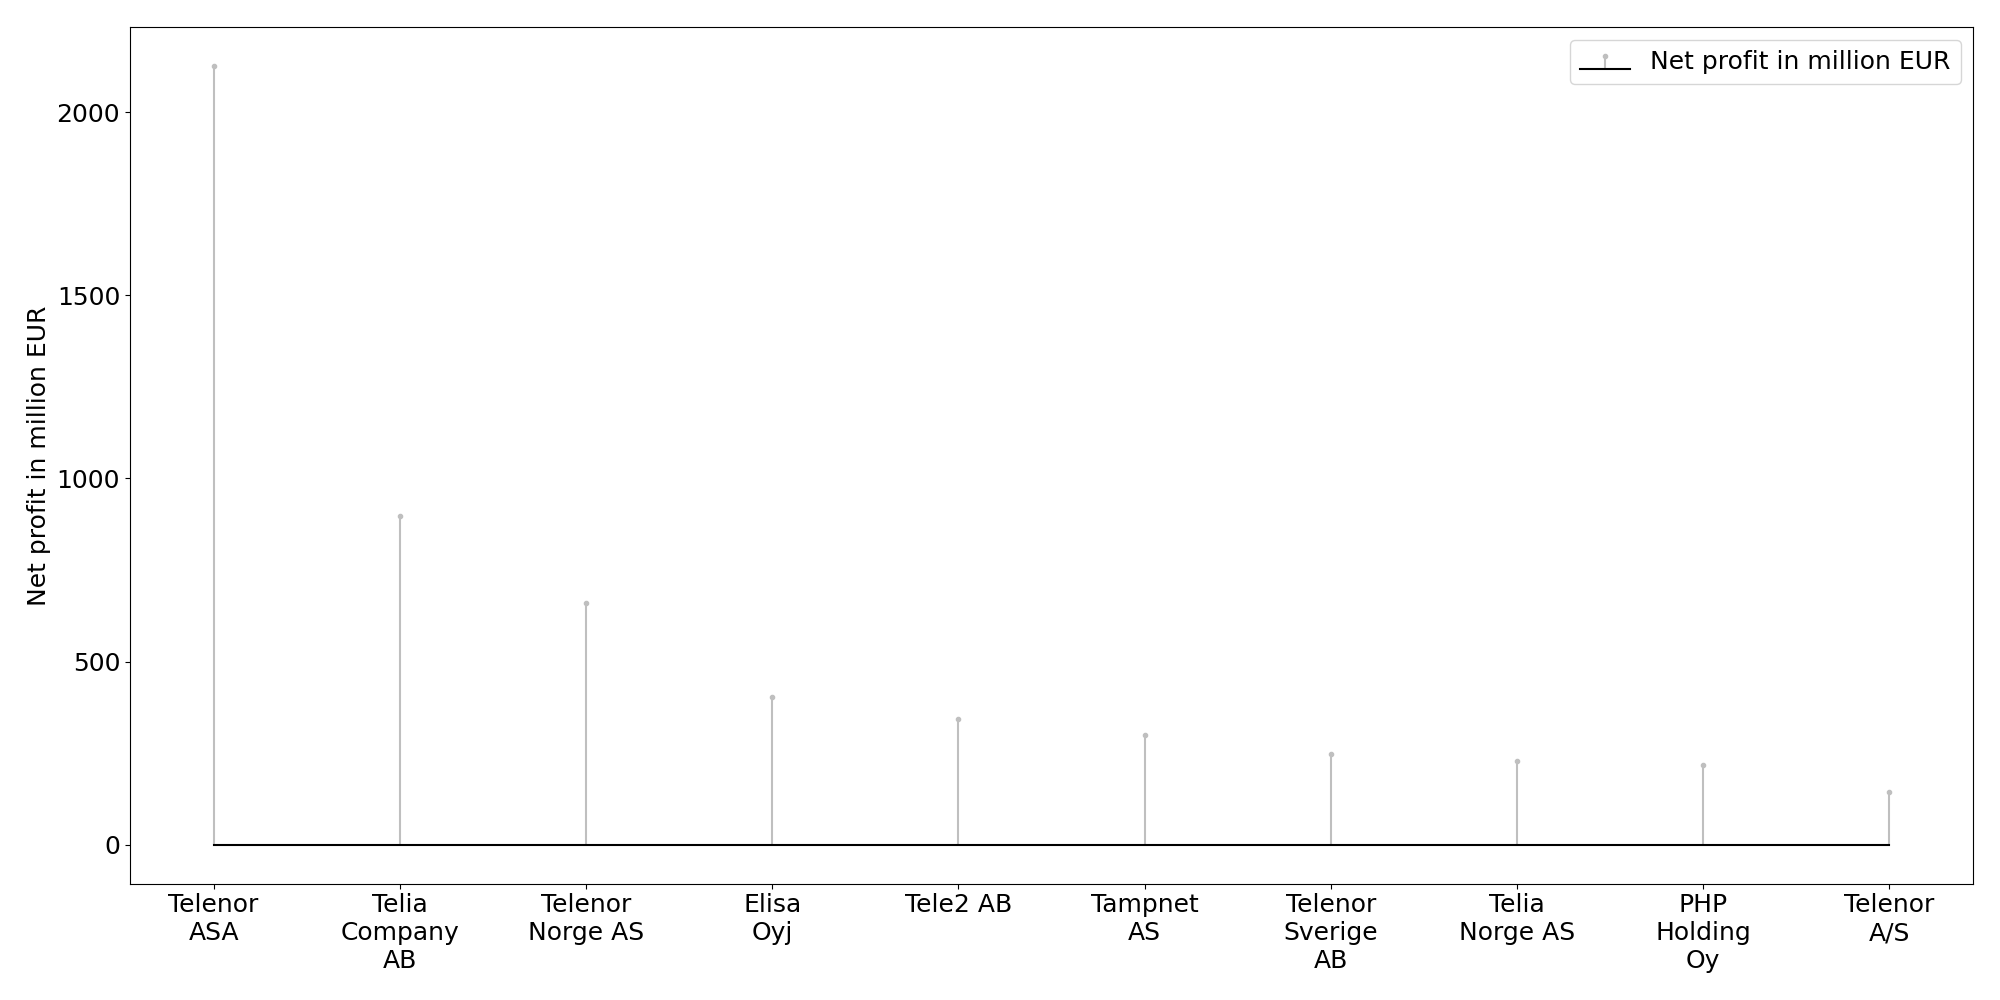 Net profit in million EUR
Net profit in million EUR
2000
1500
1000
500
0
Telenor
ASA
Telia
Company
AB
Telenor
Norge AS
Elisa
Oyj
Tele2 AB
Tampnet
AS
Telenor
Sverige
AB
Telia
Norge AS
PHP
Holding
Oy
Telenor
A/S